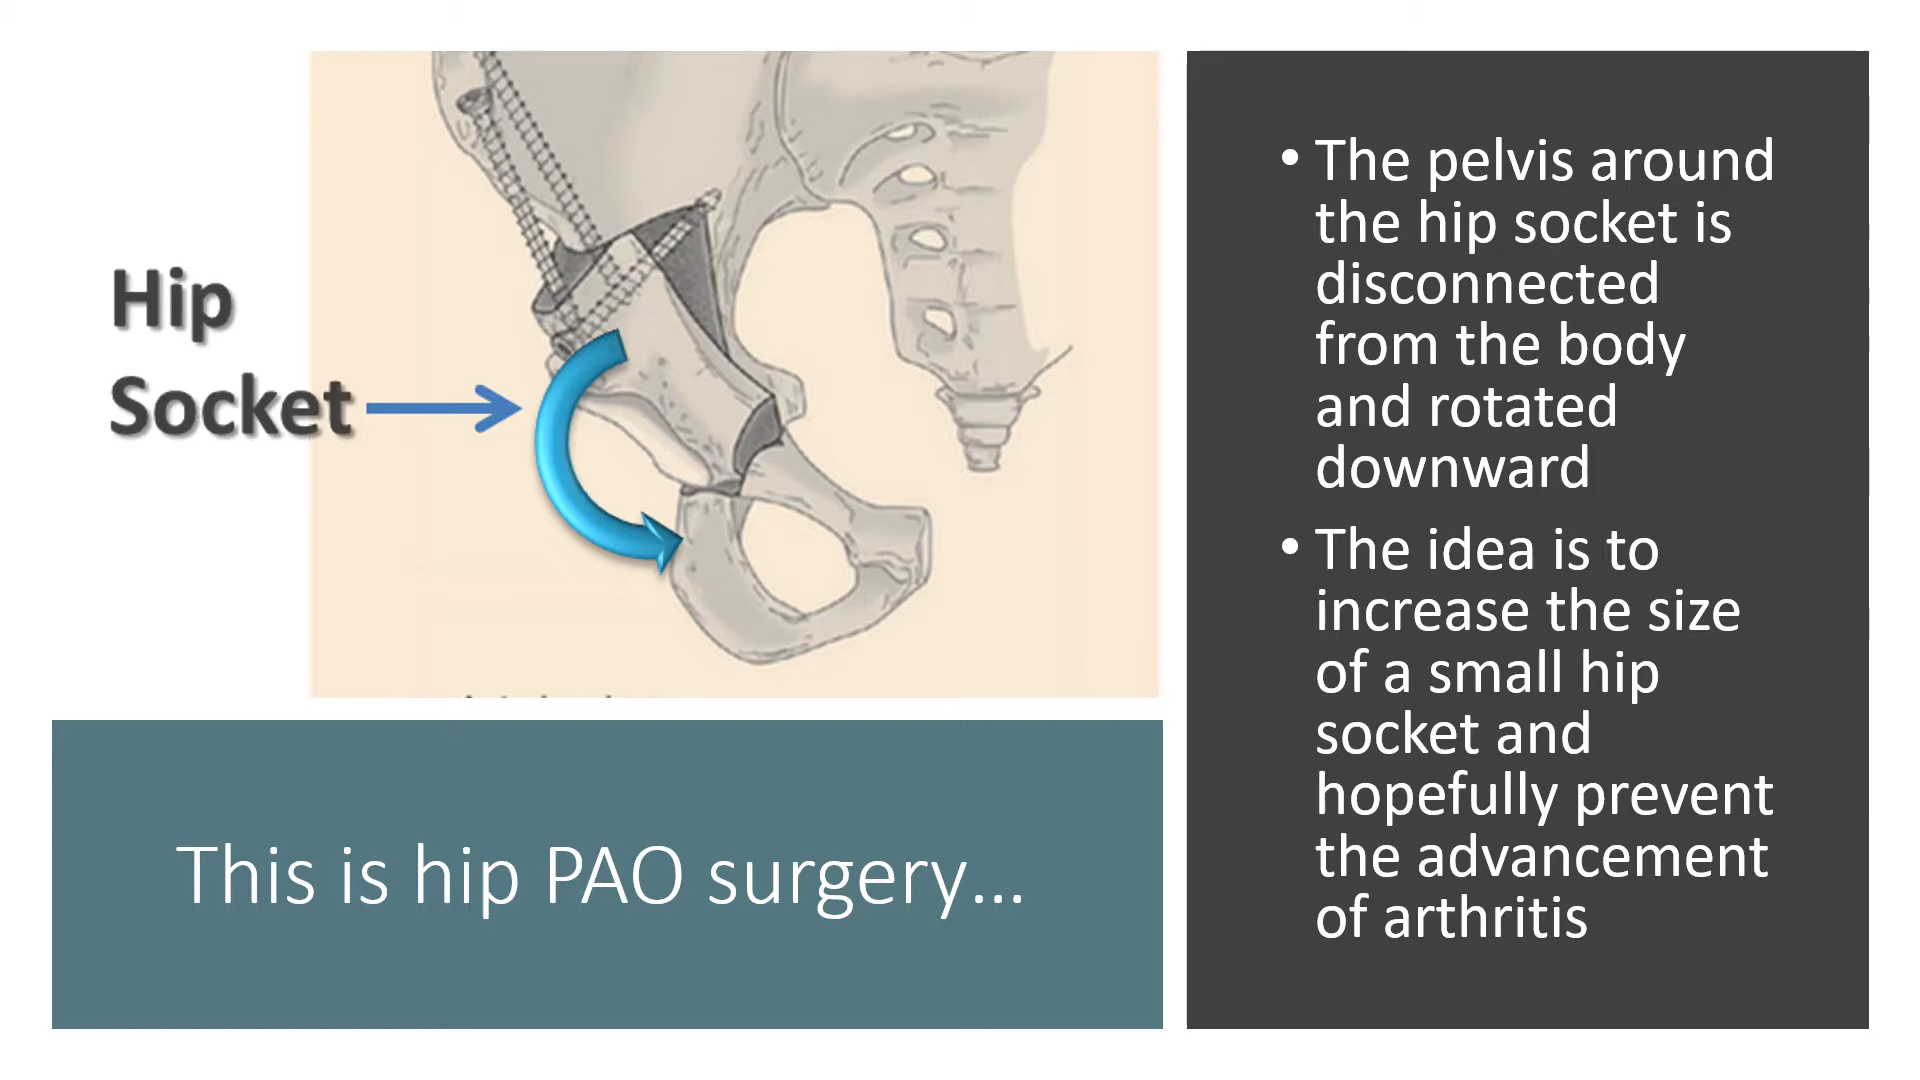 Hip
Socket
This is hip PAO surgery...
• The pelvis around
the hip socket is
disconnected
from the body
and rotated
downward
• The idea is to
increase the size
of a small hip
socket and
hopefully prevent
the advancement
of arthritis